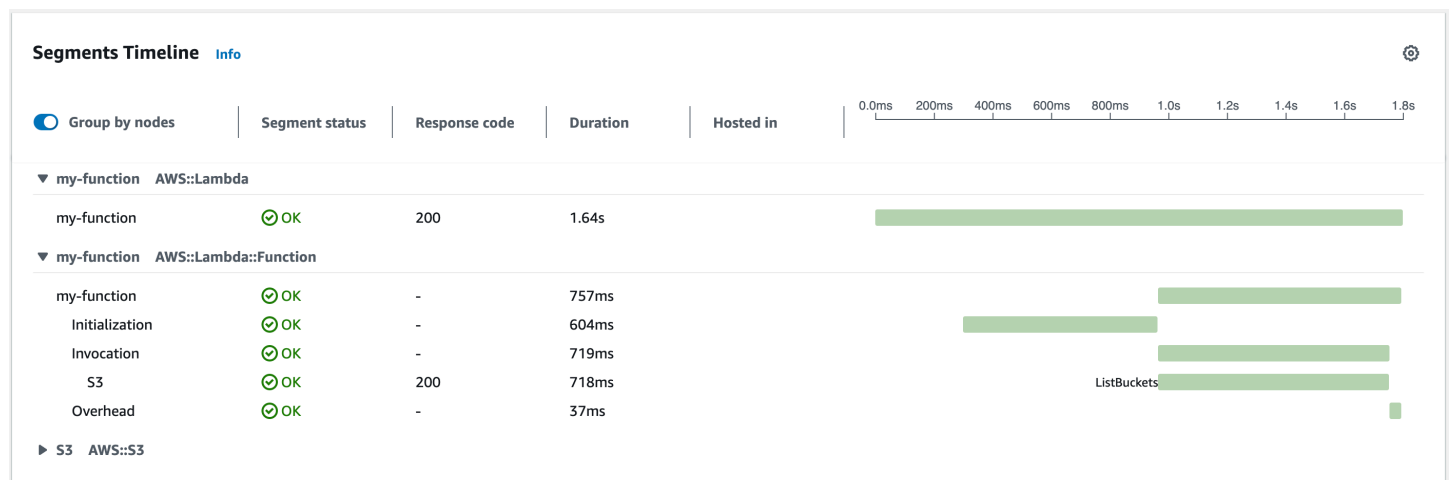 Segments Timeline Info
0.0ms 200ms 400ms 600ms 800ms 1.0s 1.2s 1.4s 1.6s 1.8s
Group by nodes Segment status Response code Duration Hosted in
my-function AWS::Lambda
my-function OK 200 1.64s
my-function AWS::Lambda::Function
my-function OK - 757ms
Initialization OK - 604ms
Invocation OK - 719ms
S3 OK 200 718ms ListBuckets
Overhead OK - 37ms
S3 AWS::S3